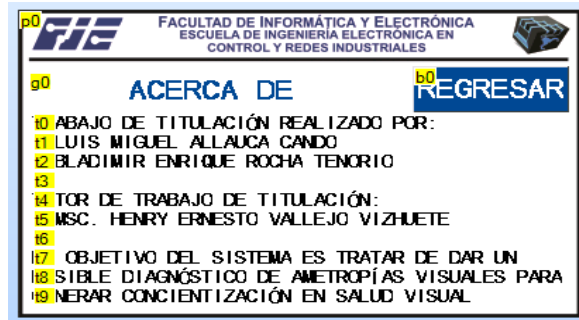 p0 FIE FACULTAD DE INFORMÁTICA Y ELECTRÓNICA
ESCUELA DE INGENIERÍA ELECTRÓNICA EN
CONTROL Y REDES INDUSTRIALES
g0 ACERCA DE b0 REGRESAR
t0 ABAJO DE TITULACIÓN REALIZADO POR:
t1 LUIS MIGUEL ALLAUCA CANDO
t2 BLADIMIR ENRIQUE ROCHA TENORIO
t3
t4 TOR DE TRABAJO DE TITULACIÓN:
t5 MSC. HENRY ERNESTO VALLEJO VIZHUETE
t6
t7 OBJETIVO DEL SISTEMA ES TRATAR DE DAR UN
t8 SIBLE DIAGNÓSTICO DE AMETROPÍAS VISUALES PARA
t9 NERAR CONCIENTIZACIÓN EN SALUD VISUAL